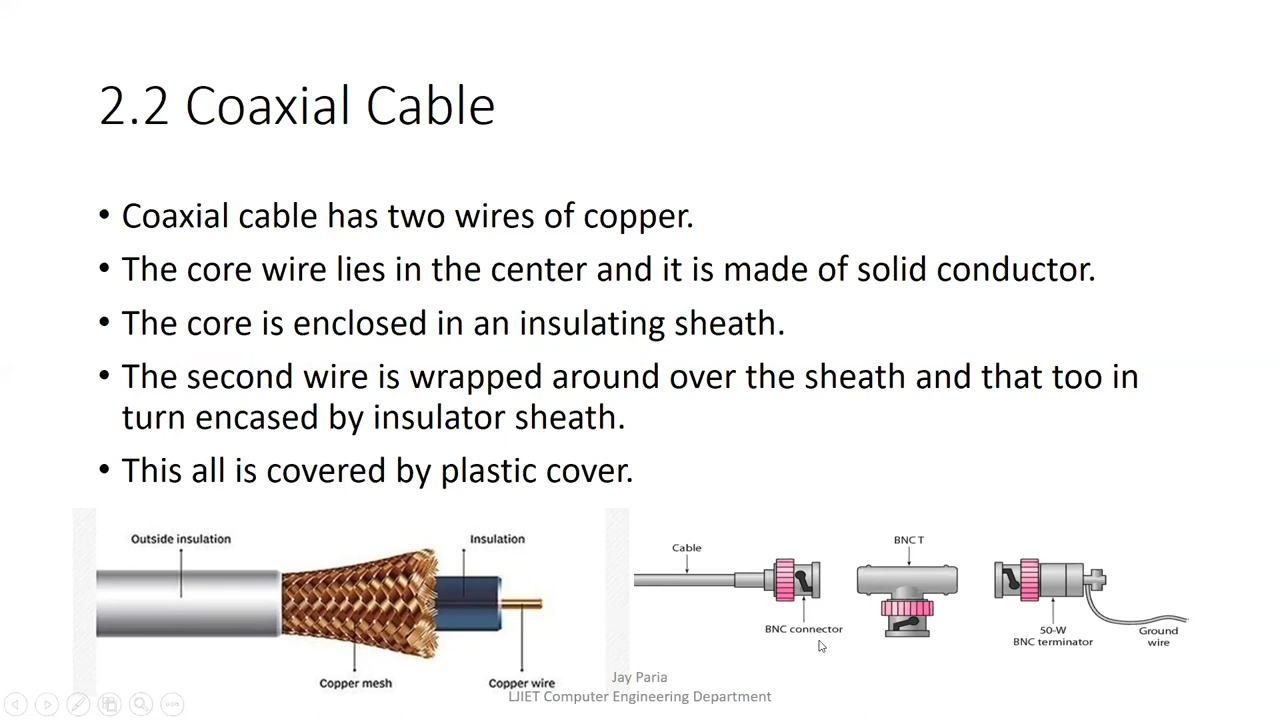 2.2 Coaxial Cable
• Coaxial cable has two wires of copper.
• The core wire lies in the center and it is made of solid conductor.
• The core is enclosed in an insulating sheath.
• The second wire is wrapped around over the sheath and that too in
turn encased by insulator sheath.
• This all is covered by plastic cover.
Outside insulation
Insulation
Copper mesh
Copper wire
Cable
BNC connector
BNC T
50-W
BNC terminator
Ground
wire
Jay Paria
LJIET Computer Engineering Department